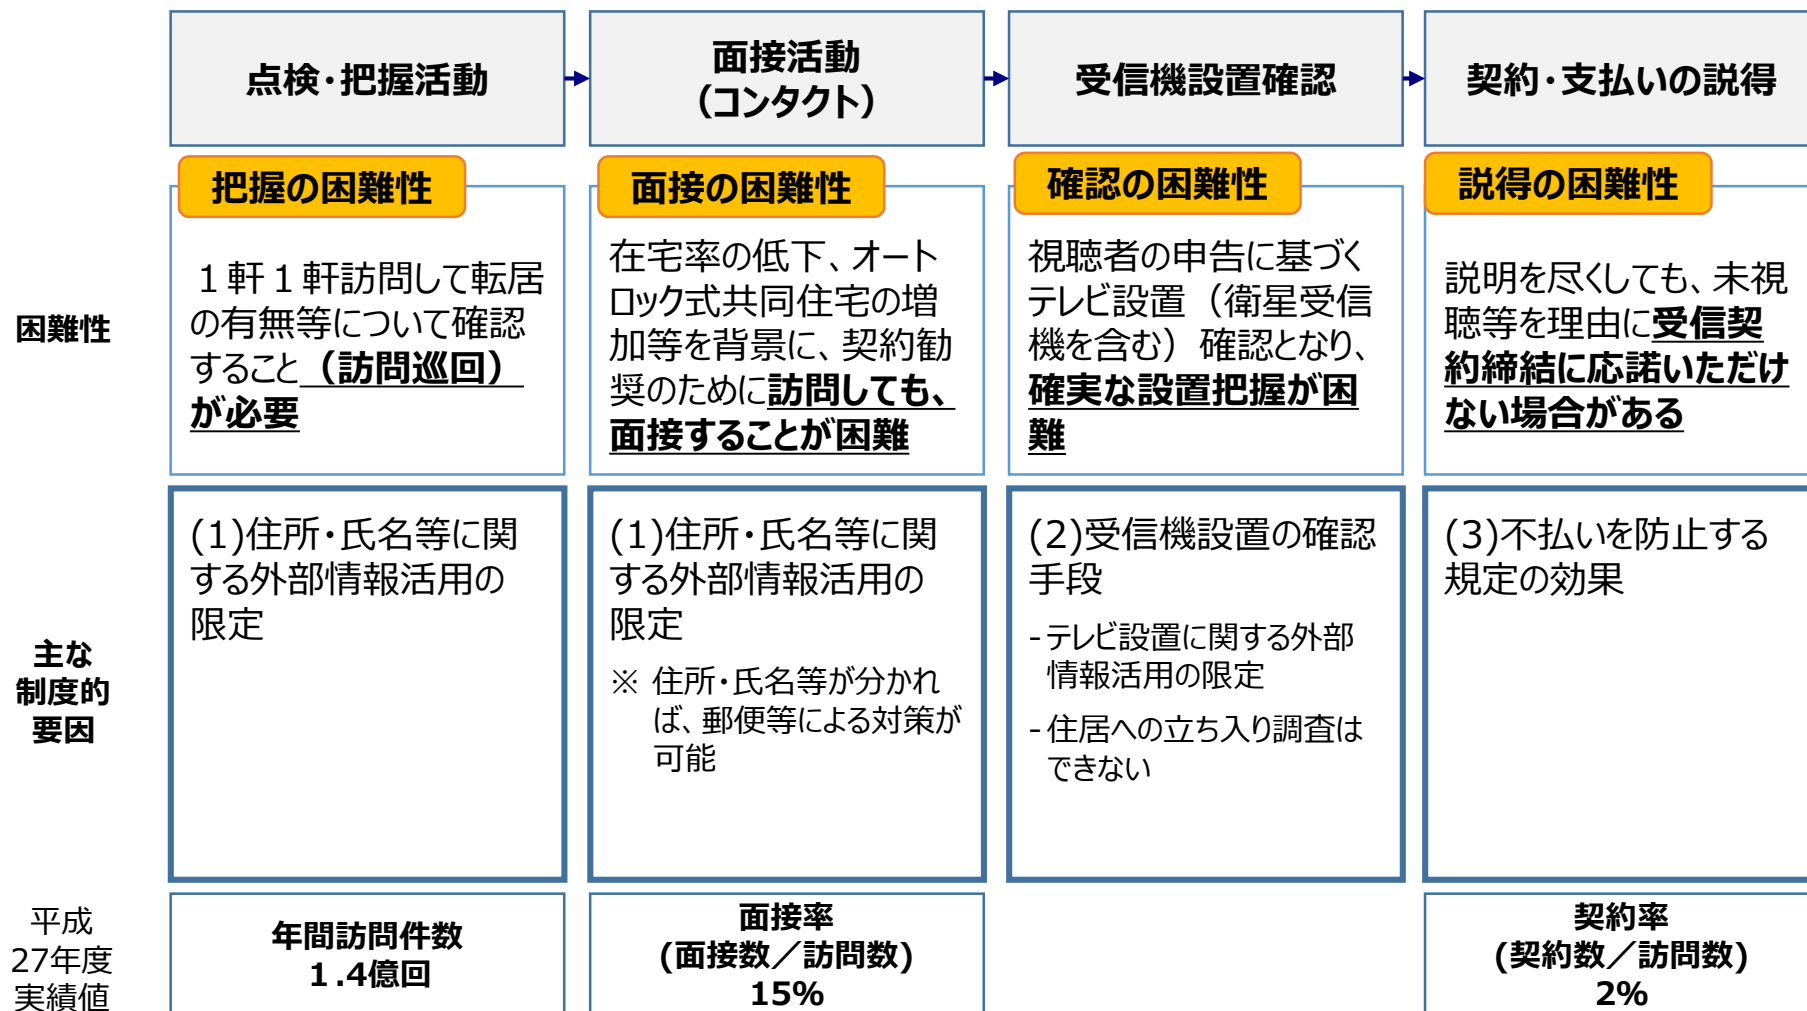 点検・把握活動
面接活動
（コンタクト）
受信機設置確認
契約・支払いの説得
困難性
把握の困難性
１軒１軒訪問して転居
の有無等について確認
すること（訪問巡回）
が必要
面接の困難性
在宅率の低下、オート
ロック式共同住宅の増
加等を背景に、契約勧
奨のために訪問しても、
面接することが困難
確認の困難性
視聴者の申告に基づく
テレビ設置（衛星受信
機を含む）確認となり、
確実な設置把握が困
難
説得の困難性
説明を尽くしても、未視
聴等を理由に受信契
約締結に応諾いただけ
ない場合がある
主な
制度的
要因
(1)住所・氏名等に関
する外部情報活用の
限定
(1)住所・氏名等に関
する外部情報活用の
限定
※ 住所・氏名等が分かれ
ば、郵便等による対策が
可能
(2)受信機設置の確認
手段
-テレビ設置に関する外部
情報活用の限定
-住居への立ち入り調査は
できない
(3)不払いを防止する
規定の効果
平成
27年度
実績値
年間訪問件数
１.4億回
面接率
(面接数／訪問数)
15%
契約率
(契約数／訪問数)
2%